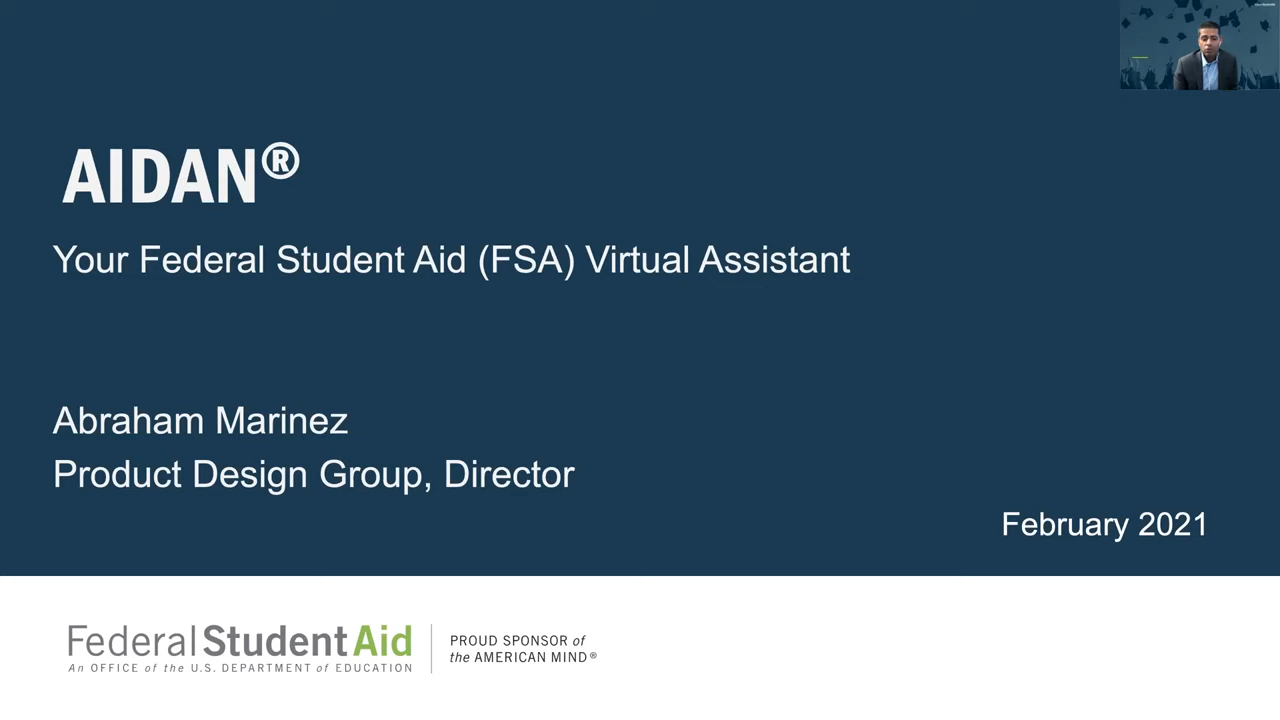 AIDAN®
Your Federal Student Aid (FSA) Virtual Assistant
Abraham Marinez
Product Design Group, Director
February 2021
Federal Student Aid
An OFFICE of the U.S. DEPARTMENT of EDUCATION
PROUD SPONSOR of
the AMERICAN MIND®